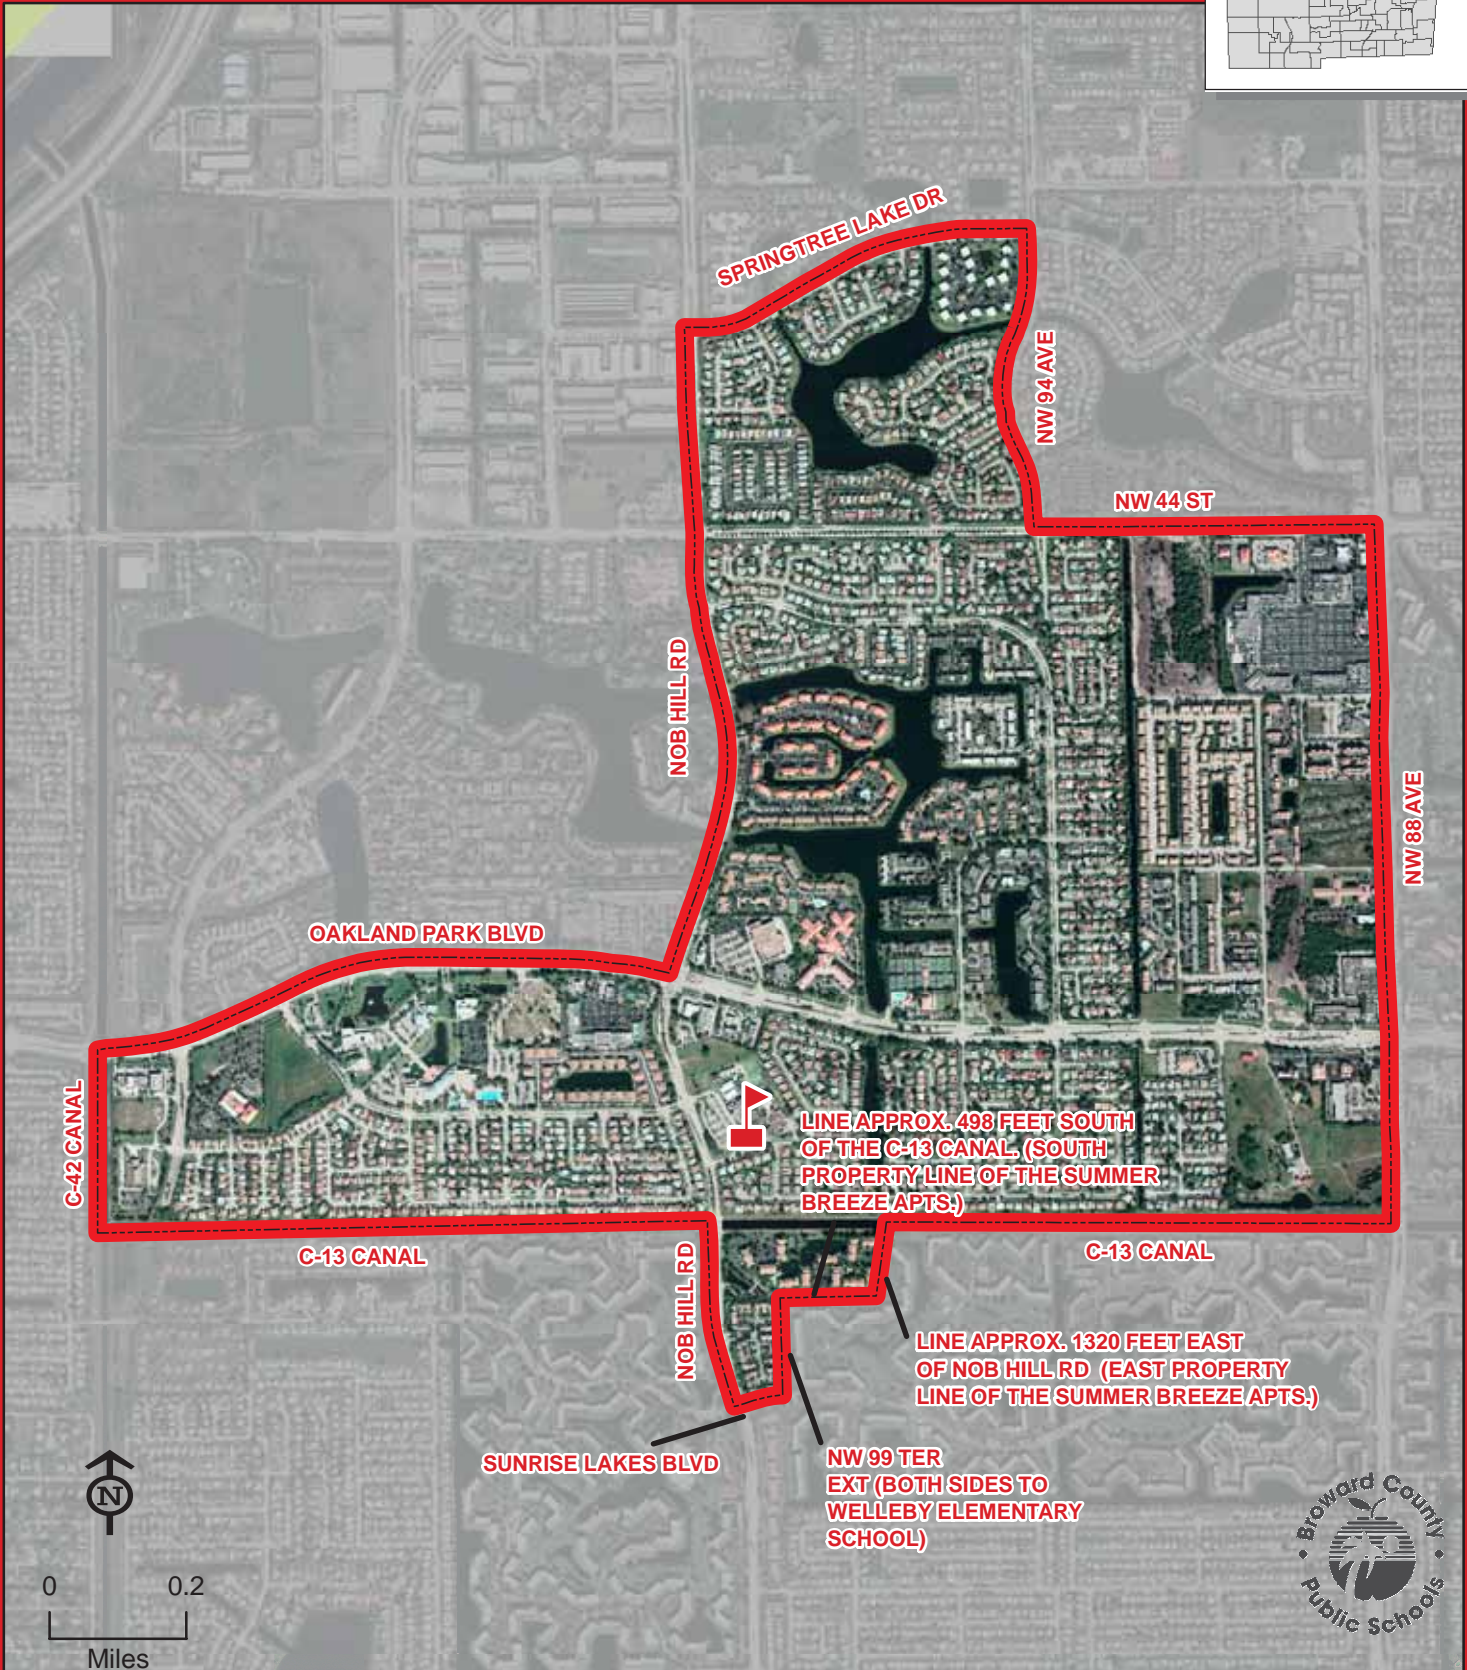 SPRINGTREE LAKE DR
NW 94 AVE
NW 44 ST
NOB HILL RD
NW 88 AVE
OAKLAND PARK BLVD
C-42 CANAL
LINE APPROX. 498 FEET SOUTH
OF THE C-13 CANAL. (SOUTH
PROPERTY LINE OF THE SUMMER
BREEZE APTS.)
C-13 CANAL
NOB HILL RD
C-13 CANAL
LINE APPROX. 1320 FEET EAST
OF NOB HILL RD (EAST PROPERTY
LINE OF THE SUMMER BREEZE APTS.)
SUNRISE LAKES BLVD
NW 99 TER
EXT (BOTH SIDES TO
WELLEBY ELEMENTARY
SCHOOL)
N
0 0.2
Miles
Broward County
Public Schools